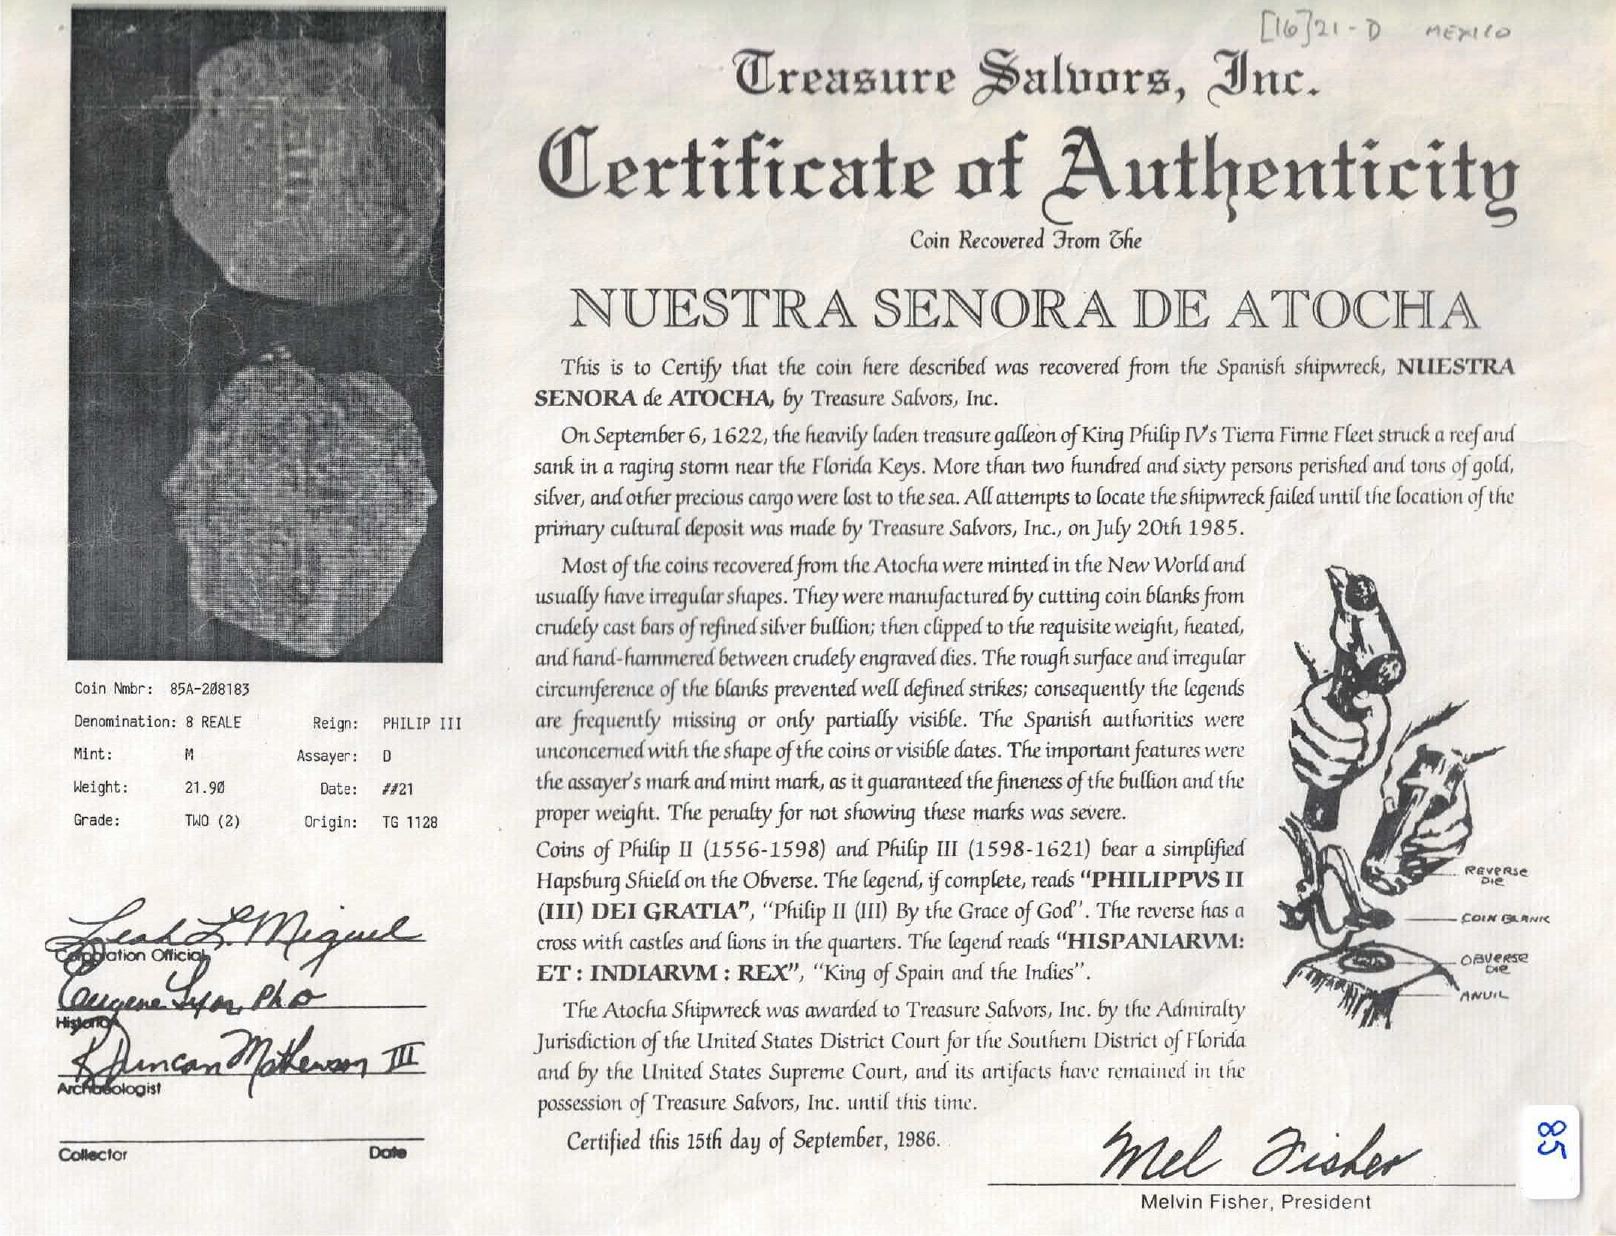 [16]21-D MEXICO
Treasure Salvors, Inc.
Certificate of Authenticity
Coin Recovered From The
NUESTRA SENORA DE ATOCHA
This is to Certify that the coin here described was recovered from the Spanish shipwreck, NUESTRA
SENORA de ATOCHA, by Treasure Salvors, Inc.
On September 6, 1622, the heavily laden treasure galleon of King Philip IV's Tierra Firme Fleet struck a reef and
sank in a raging storm near the Florida Keys. More than two hundred and sixty persons perished and tons of gold,
silver, and other precious cargo were lost to the sea. All attempts to locate the shipwreck failed until the location of the
primary cultural deposit was made by Treasure Salvors, Inc., on July 20th 1985.
Most of the coins recovered from the Atocha were minted in the New World and
usually have irregular shapes. They were manufactured by cutting coin blanks from
crudely cast bars of refined silver bullion; then clipped to the requisite weight, heated,
and hand-hammered between crudely engraved dies. The rough surface and irregular
circumference of the blanks prevented well defined strikes; consequently the legends
are frequently missing or only partially visible. The Spanish authorities were
unconcerned with the shape of the coins or visible dates. The important features were
the assayer's mark and mint mark, as it guaranteed the fineness of the bullion and the
proper weight. The penalty for not showing these marks was severe.
Coins of Philip II (1556-1598) and Philip III (1598-1621) bear a simplified
Hapsburg Shield on the Obverse. The legend, if complete, reads "PHILIPPVS II
(III) DEI GRATIA", "Philip II (III) By the Grace of God". The reverse has a
cross with castles and lions in the quarters. The legend reads "HISPANIARVM:
ET : INDIARVM : REX", "King of Spain and the Indies".
The Atocha Shipwreck was awarded to Treasure Salvors, Inc. by the Admiralty
Jurisdiction of the United States District Court for the Southern District of Florida
and by the United States Supreme Court, and its artifacts have remained in the
possession of Treasure Salvors, Inc. until this time.
Certified this 15th day of September, 1986.
REVERSE
DIE
COIN BLANK
OBVERSE
DIE
ANVIL
Mel Fisher
Melvin Fisher, President
85
Coin Nmbr: 85A-208183
Denomination: 8 REALE Reign: PHILIP III
Mint: M Assayer: D
Weight: 21.90 Date: ##21
Grade: TWO (2) Origin: TG 1128
Leah L. Miguel
Corporation Official
Eugene Lyon, PhD
Historian
R Duncan Mathewson III
Archaeologist
Collector Date